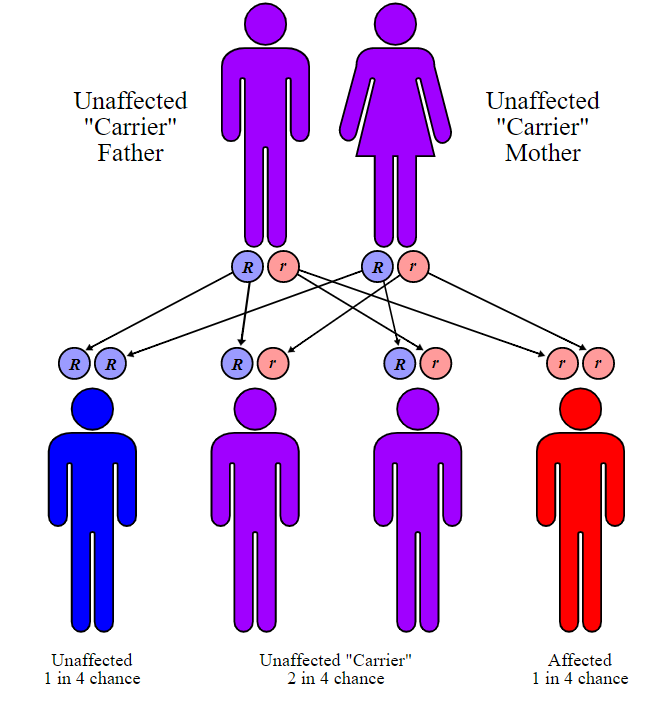 Unaffected
"Carrier"
Father
Unaffected
"Carrier"
Mother
R r R r
R R R r R r r r
Unaffected
1 in 4 chance
Unaffected "Carrier"
2 in 4 chance
Affected
1 in 4 chance